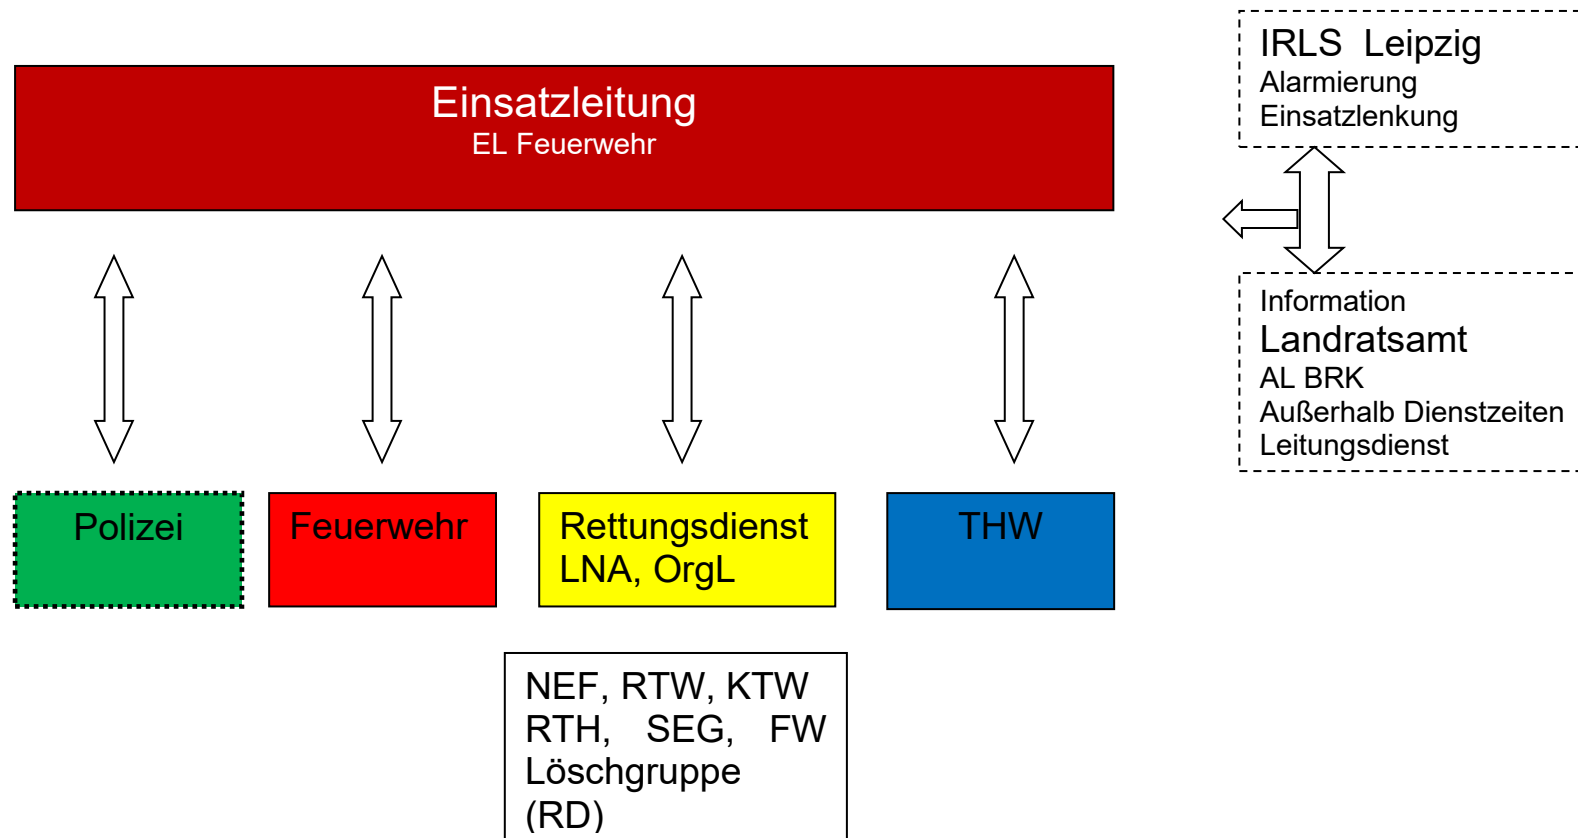 IRLS Leipzig
Alarmierung
Einsatzlenkung
Einsatzleitung
EL Feuerwehr
Information
Landratsamt
AL BRK
Außerhalb Dienstzeiten
Leitungsdienst
Polizei
Feuerwehr
Rettungsdienst
LNA, OrgL
THW
NEF, RTW, KTW
RTH, SEG, FW
Löschgruppe
(RD)